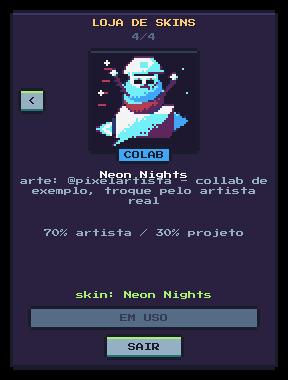 LOJA DE SKINS
4/4
<
COLAB
Neon Nights
arte: @pixelartista - collab de
exemplo, troque pelo artista
real
70% artista / 30% projeto
skin: Neon Nights
EM USO
SAIR